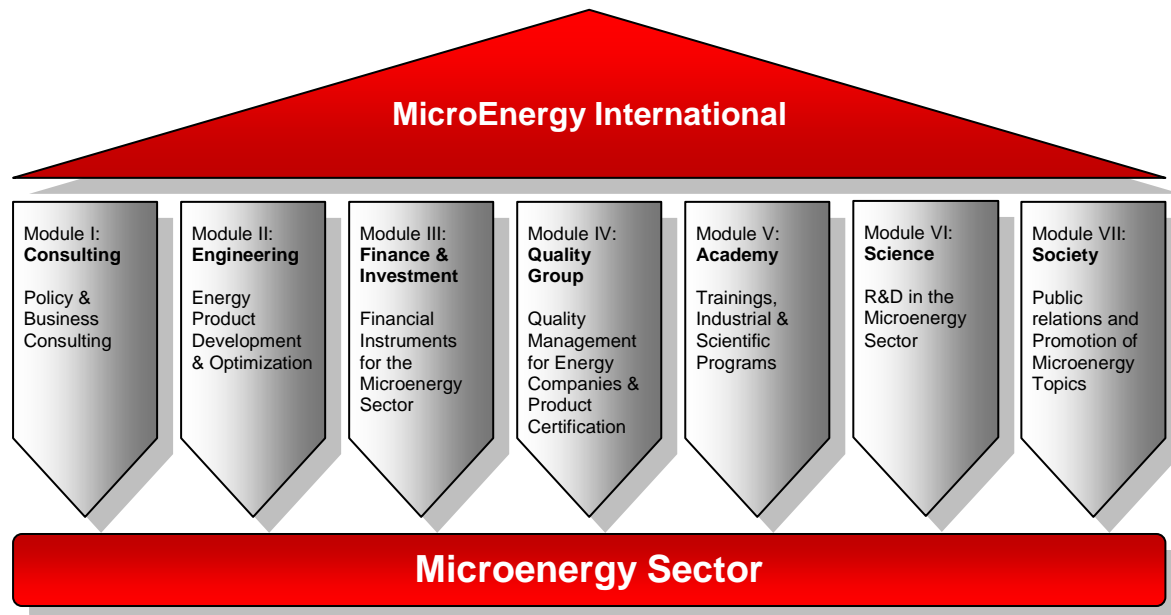 MicroEnergy International
Module I:
Consulting
Policy &
Business
Consulting
Module II:
Engineering
Energy
Product
Development
& Optimization
Module III:
Finance &
Investment
Financial
Instruments
for the
Microenergy
Sector
Module IV:
Quality
Group
Quality
Management
for Energy
Companies &
Product
Certification
Module V:
Academy
Trainings,
Industrial &
Scientific
Programs
Module VI:
Science
R&D in the
Microenergy
Sector
Module VII:
Society
Public
relations and
Promotion of
Microenergy
Topics
Microenergy Sector